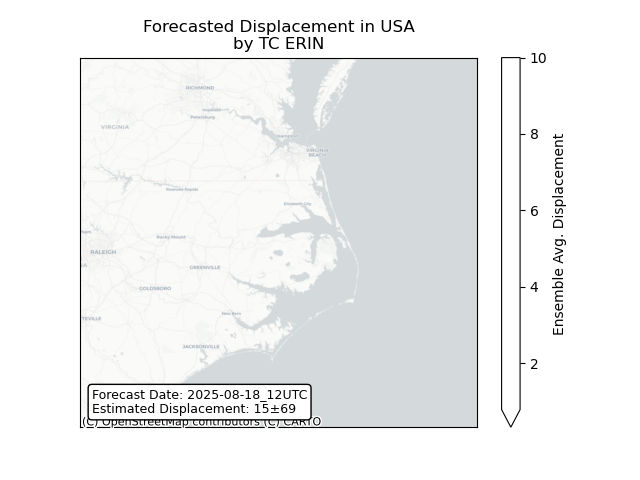 Forecasted Displacement in USA
by TC ERIN
RICHMOND
Petersburg
VIRGINIA
VIRGINIA
BEACH
Roanoke Rapids
Elizabeth City
Rocky Mount
RALEIGH
GREENVILLE
GOLDSBORO
New Bern
TEVILLE
JACKSONVILLE
Forecast Date: 2025-08-18_12UTC
Estimated Displacement: 15±69
(C) OpenStreetMap contributors (C) CARTO
10
8
6
4
2
Ensemble Avg. Displacement